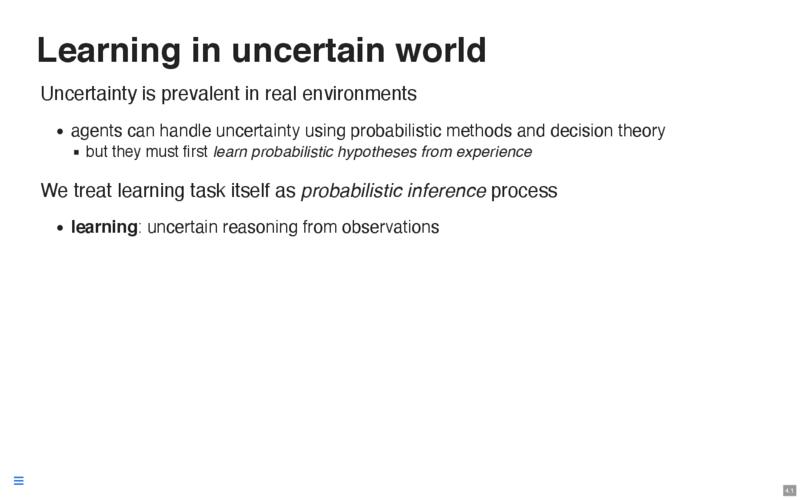 Learning in uncertain world
Uncertainty is prevalent in real environments
• agents can handle uncertainty using probabilistic methods and decision theory
▪ but they must first learn probabilistic hypotheses from experience
We treat learning task itself as probabilistic inference process
• learning: uncertain reasoning from observations
4.1